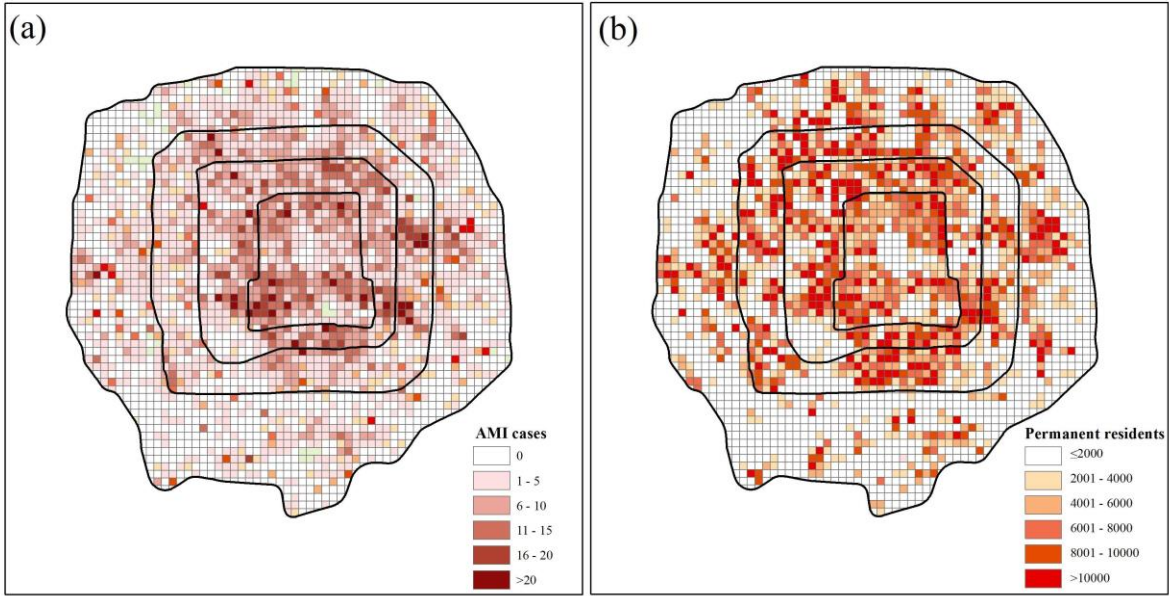 (a)
AMI cases
0
1 - 5
6 - 10
11 - 15
16 - 20
>20
(b)
Permanent residents
≤2000
2001 - 4000
4001 - 6000
6001 - 8000
8001 - 10000
>10000